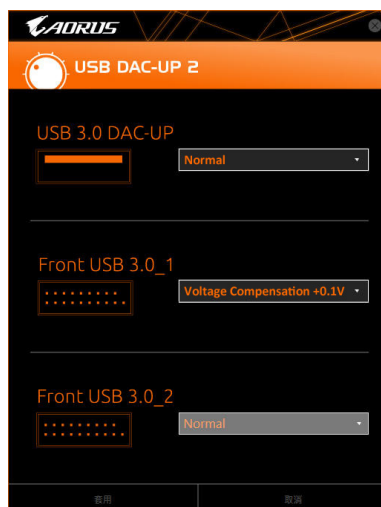 AORUS
USB DAC-UP 2
USB 3.0 DAC-UP
Normal
Front USB 3.0_1
Voltage Compensation +0.1V
Front USB 3.0_2
Normal
套用
取消